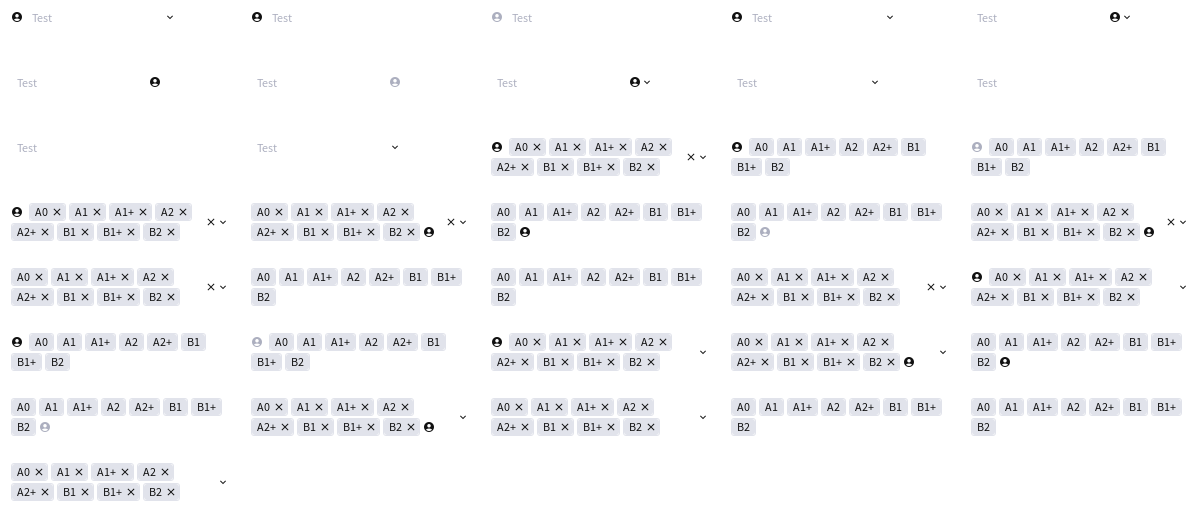 Test Test Test Test Test
Test Test Test Test Test
Test Test A0 A1 A1+ A2 A0 A1 A1+ A2 A2+ B1 A0 A1 A1+ A2 A2+ B1
A2+ B1 B1+ B2 B1+ B2 B1+ B2
A0 A1 A1+ A2 A0 A1 A1+ A2 A0 A1 A1+ A2 A2+ B1 B1+ A0 A1 A1+ A2 A2+ B1 B1+ A0 A1 A1+ A2
A2+ B1 B1+ B2 A2+ B1 B1+ B2 B2 B2 A2+ B1 B1+ B2
A0 A1 A1+ A2 A0 A1 A1+ A2 A2+ B1 B1+ A0 A1 A1+ A2 A2+ B1 B1+ A0 A1 A1+ A2 A0 A1 A1+ A2
A2+ B1 B1+ B2 B2 B2 A2+ B1 B1+ B2 A2+ B1 B1+ B2
A0 A1 A1+ A2 A2+ B1 A0 A1 A1+ A2 A2+ B1 A0 A1 A1+ A2 A0 A1 A1+ A2 A0 A1 A1+ A2 A2+ B1 B1+
B1+ B2 B1+ B2 A2+ B1 B1+ B2 A2+ B1 B1+ B2 B2
A0 A1 A1+ A2 A2+ B1 B1+ A0 A1 A1+ A2 A0 A1 A1+ A2 A0 A1 A1+ A2 A2+ B1 B1+ A0 A1 A1+ A2 A2+ B1 B1+
B2 A2+ B1 B1+ B2 A2+ B1 B1+ B2 B2 B2
A0 A1 A1+ A2
A2+ B1 B1+ B2